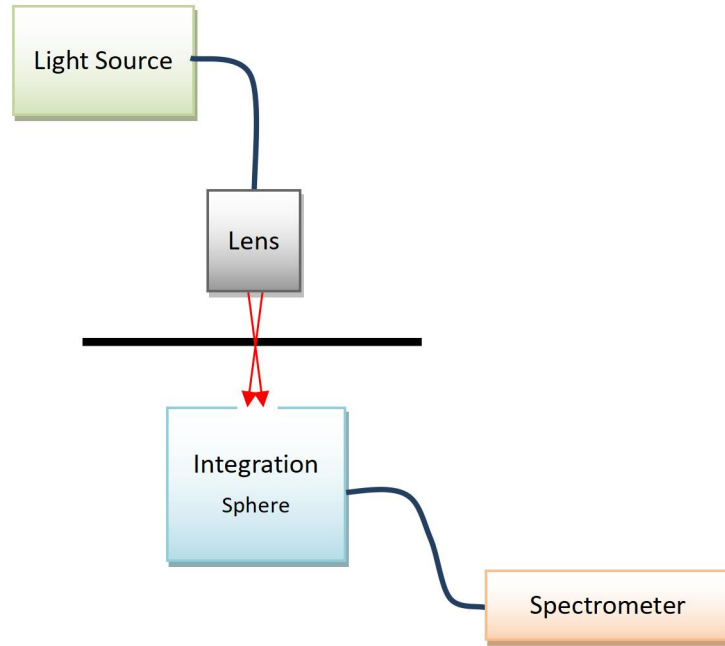 Light Source
Lens
Integration
Sphere
Spectrometer